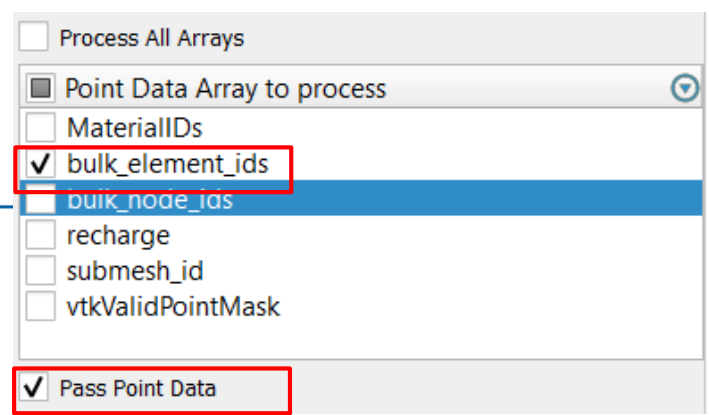 Process All Arrays
Point Data Array to process
MaterialIDs
bulk_element_ids
bulk_node_ids
recharge
submesh_id
vtkValidPointMask
Pass Point Data